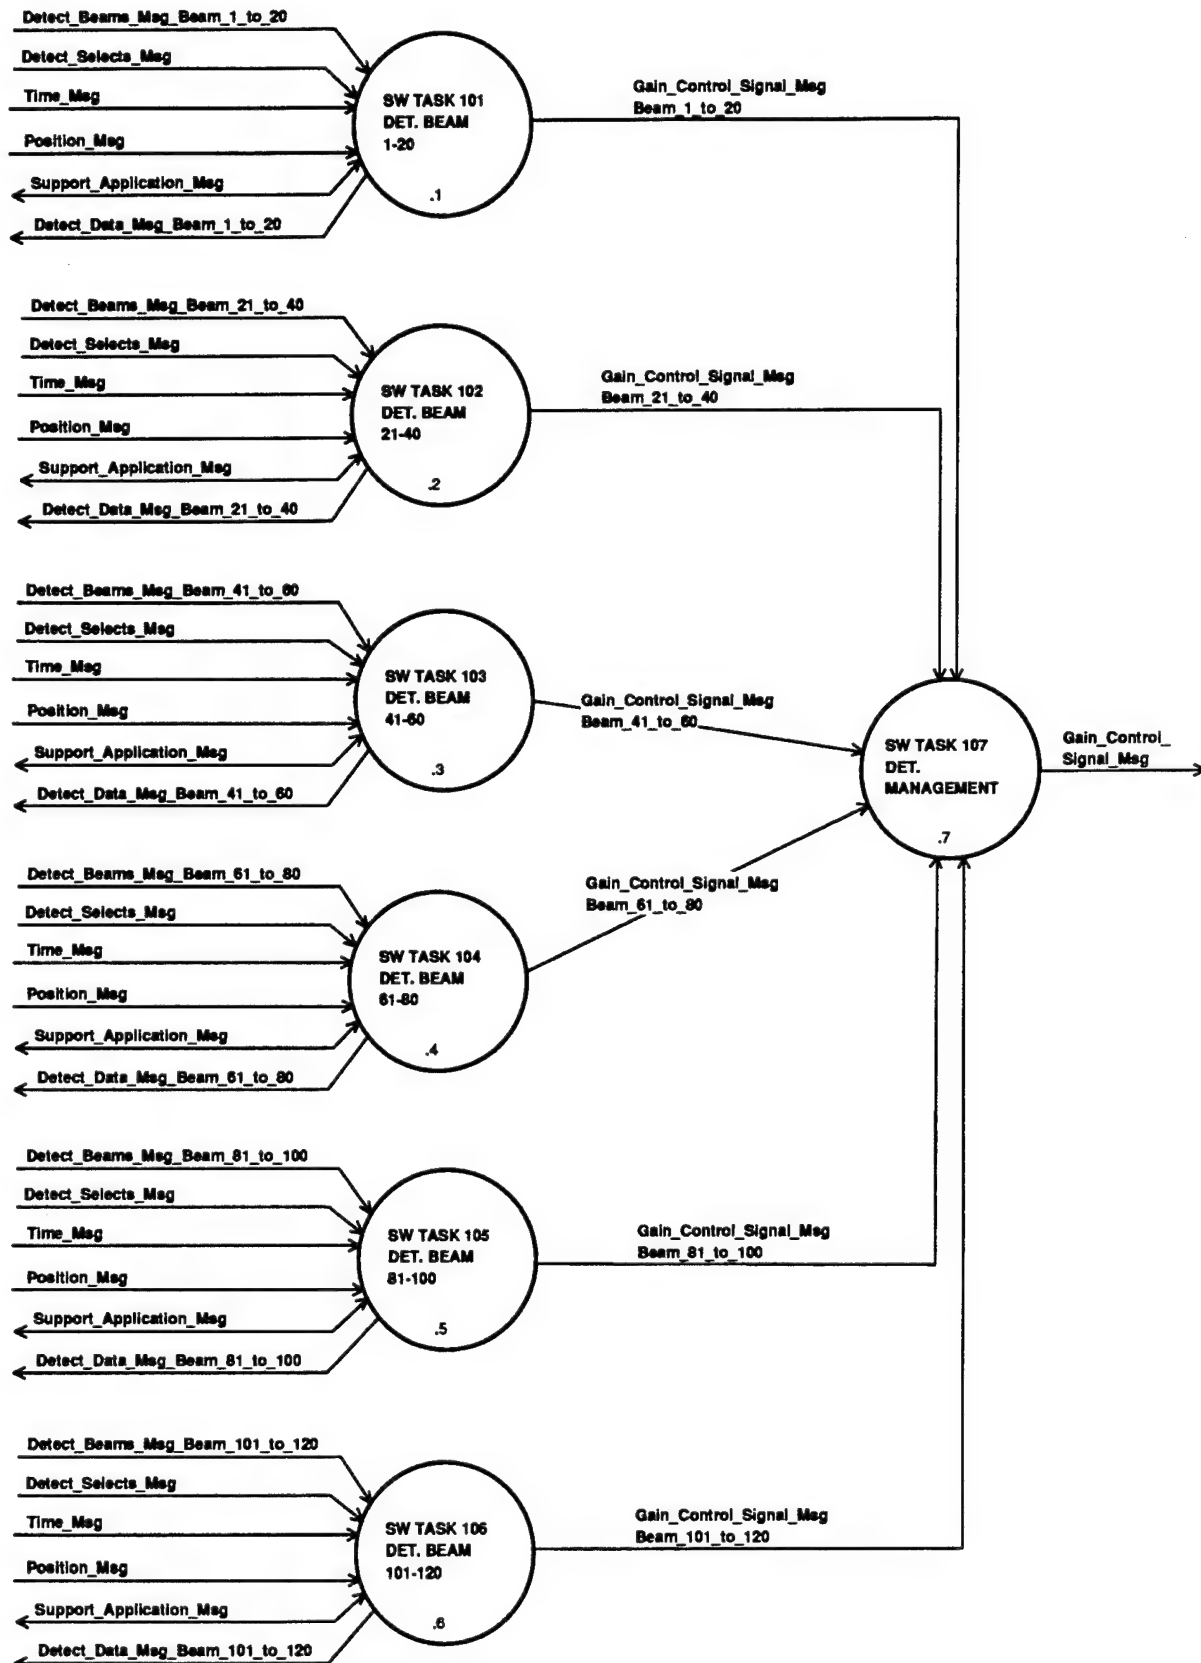 Detect_Beams_Msg_Beam_1_to_20
Detect_Selects_Msg
Time_Msg
Position_Msg
Support_Application_Msg
Detect_Data_Msg_Beam_1_to_20
SW TASK 101
DET. BEAM
1-20
.1
Gain_Control_Signal_Msg
Beam_1_to_20
Detect_Beams_Msg_Beam_21_to_40
Detect_Selects_Msg
Time_Msg
Position_Msg
Support_Application_Msg
Detect_Data_Msg_Beam_21_to_40
SW TASK 102
DET. BEAM
21-40
.2
Gain_Control_Signal_Msg
Beam_21_to_40
Detect_Beams_Msg_Beam_41_to_60
Detect_Selects_Msg
Time_Msg
Position_Msg
Support_Application_Msg
Detect_Data_Msg_Beam_41_to_60
SW TASK 103
DET. BEAM
41-60
.3
Gain_Control_Signal_Msg
Beam_41_to_60
SW TASK 107
DET.
MANAGEMENT
.7
Gain_Control_
Signal_Msg
Detect_Beams_Msg_Beam_61_to_80
Detect_Selects_Msg
Time_Msg
Position_Msg
Support_Application_Msg
Detect_Data_Msg_Beam_61_to_80
SW TASK 104
DET. BEAM
61-80
.4
Gain_Control_Signal_Msg
Beam_61_to_80
Detect_Beams_Msg_Beam_81_to_100
Detect_Selects_Msg
Time_Msg
Position_Msg
Support_Application_Msg
Detect_Data_Msg_Beam_81_to_100
SW TASK 105
DET. BEAM
81-100
.5
Gain_Control_Signal_Msg
Beam_81_to_100
Detect_Beams_Msg_Beam_101_to_120
Detect_Selects_Msg
Time_Msg
Position_Msg
Support_Application_Msg
Detect_Data_Msg_Beam_101_to_120
SW TASK 106
DET. BEAM
101-120
.6
Gain_Control_Signal_Msg
Beam_101_to_120